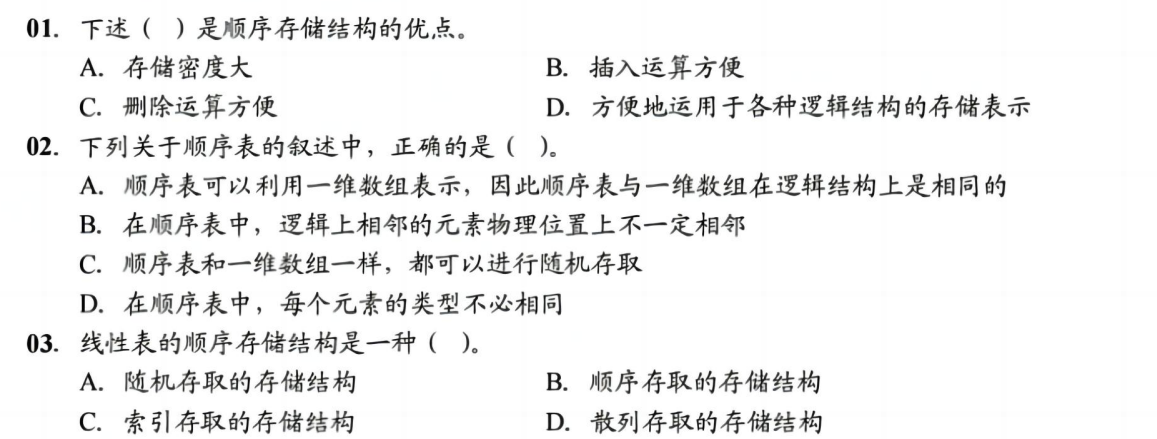 01. 下述（ ）是顺序存储结构的优点。
A. 存储密度大 B. 插入运算方便
C. 删除运算方便 D. 方便地运用于各种逻辑结构的存储表示
02. 下列关于顺序表的叙述中，正确的是（ ）。
A. 顺序表可以利用一维数组表示，因此顺序表与一维数组在逻辑结构上是相同的
B. 在顺序表中，逻辑上相邻的元素物理位置上不一定相邻
C. 顺序表和一维数组一样，都可以进行随机存取
D. 在顺序表中，每个元素的类型不必相同
03. 线性表的顺序存储结构是一种（ ）。
A. 随机存取的存储结构 B. 顺序存取的存储结构
C. 索引存取的存储结构 D. 散列存取的存储结构